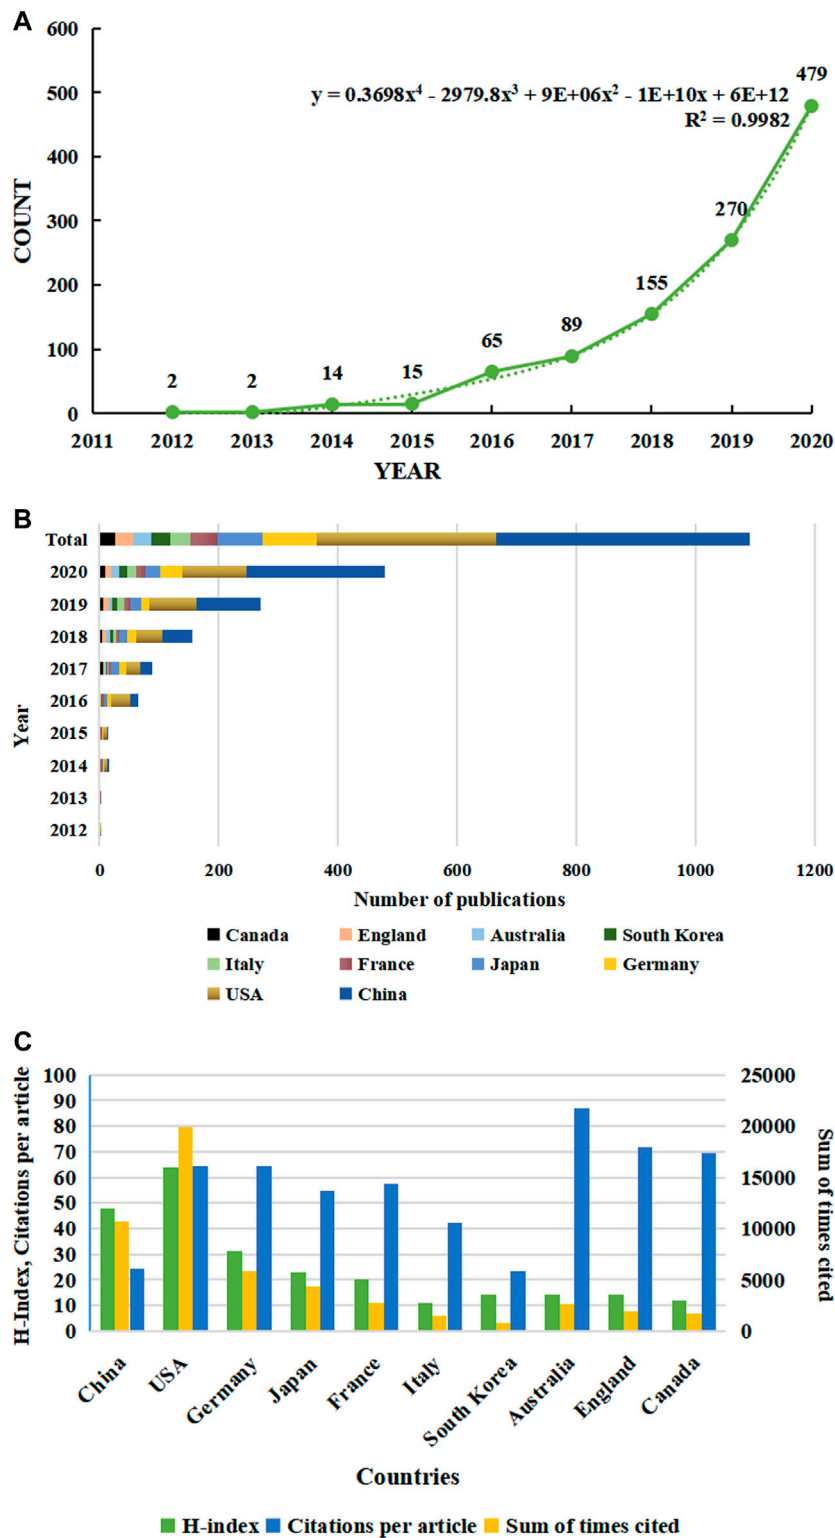 A
600
500
400
300
200
100
0
COUNT
y = 0.3698x⁴ - 2979.8x³ + 9E+06x² - 1E+10x + 6E+12
R² = 0.9982
2
2
14
15
65
89
155
270
479
2011 2012 2013 2014 2015 2016 2017 2018 2019 2020
YEAR
B
Year
Total
2020
2019
2018
2017
2016
2015
2014
2013
2012
0 200 400 600 800 1000 1200
Number of publications
Canada England Australia South Korea
Italy France Japan Germany
USA China
C
H-Index, Citations per article
100
90
80
70
60
50
40
30
20
10
0
25000
20000
15000
10000
5000
0
Sum of times cited
China USA Germany Japan France Italy South Korea Australia England Canada
Countries
H-index Citations per article Sum of times cited